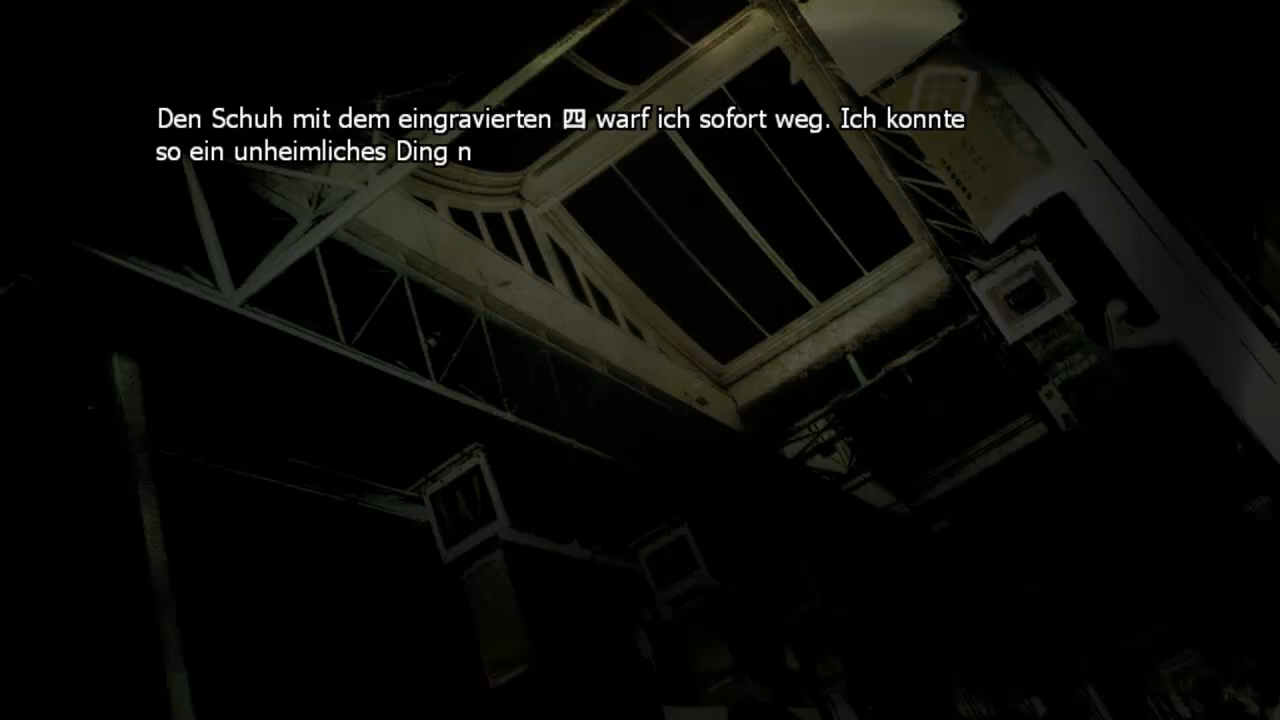 Den Schuh mit dem eingravierten 四 warf ich sofort weg. Ich konnte
so ein unheimliches Ding n